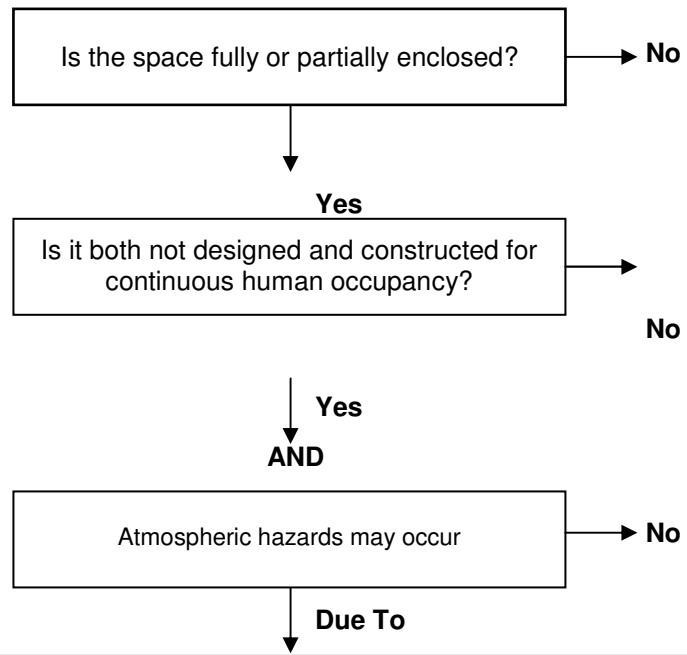 Is the space fully or partially enclosed?
No
Yes
Is it both not designed and constructed for
continuous human occupancy?
No
Yes
AND
Atmospheric hazards may occur
No
Due To